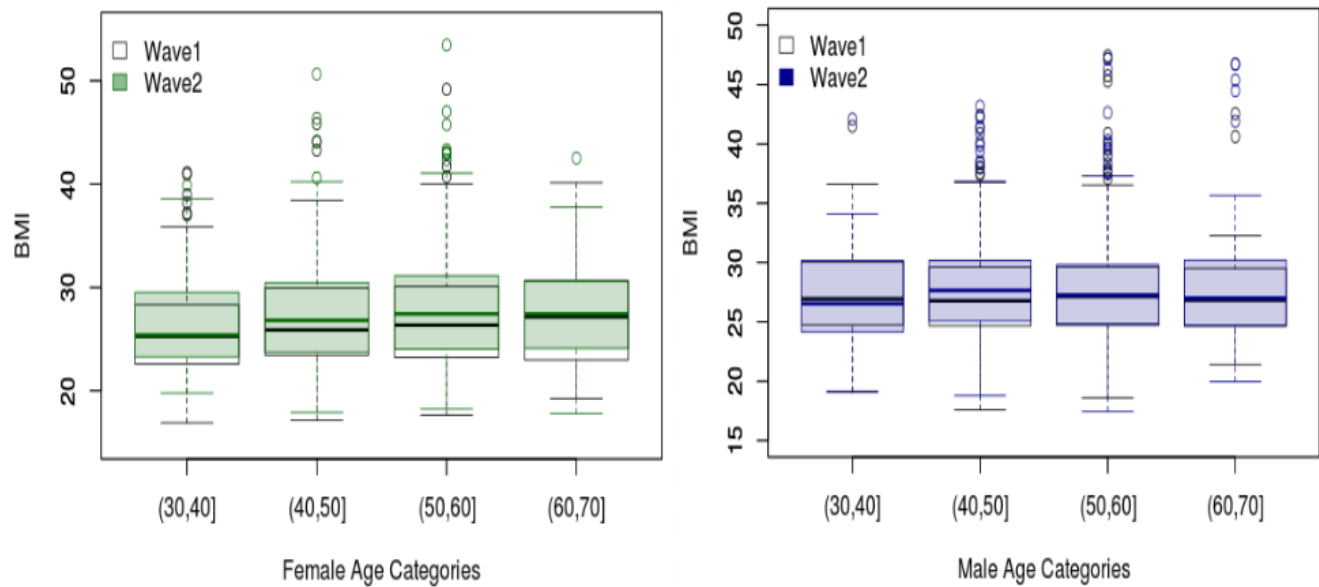 Wave1
Wave2
50
40
30
20
BMI
(30,40]
(40,50]
(50,60]
(60,70]
Female Age Categories
Wave1
Wave2
50
45
40
35
30
25
20
15
BMI
(30,40]
(40,50]
(50,60]
(60,70]
Male Age Categories